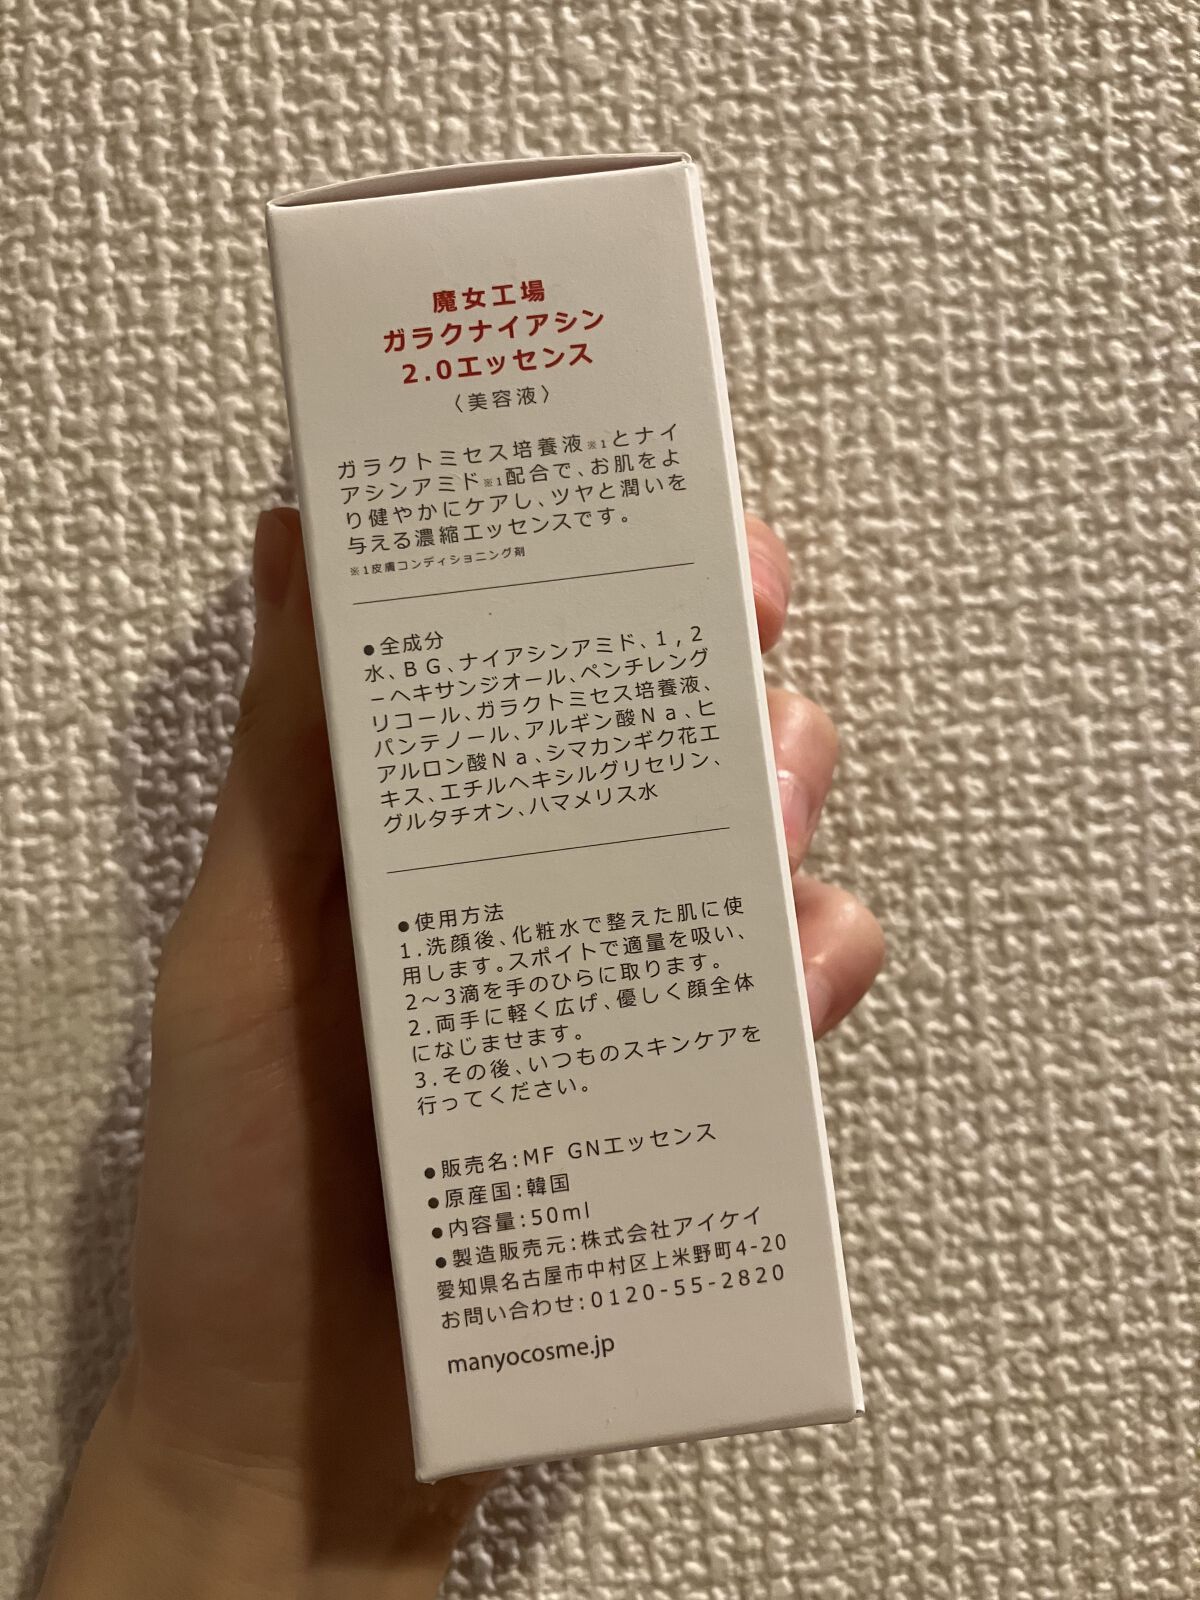 魔女工場
ガラクナイアシン
2.0エッセンス
〈美容液〉
ガラクトミセス培養液※1とナイ
アシンアミド※1配合で、お肌をよ
り健やかにケアし、ツヤと潤いを
与える濃縮エッセンスです。
※1皮膚コンディショニング剤
●全成分
水、BG、ナイアシンアミド、1,2
-ヘキサンジオール、ペンチレング
リコール、ガラクトミセス培養液、
パンテノール、アルギン酸Na、ヒ
アルロン酸Na、シマカンギク花エ
キス、エチルヘキシルグリセリン、
グルタチオン、ハマメリス水
●使用方法
1.洗顔後、化粧水で整えた肌に使
用します。スポイトで適量を吸い、
2〜3滴を手のひらに取ります。
2.両手に軽く広げ、優しく顔全体
になじませます。
3.その後、いつものスキンケアを
行ってください。
●販売名:MF GNエッセンス
●原産国:韓国
●内容量:50ml
●製造販売元:株式会社アイケイ
愛知県名古屋市中村区上米野町4-20
お問い合わせ:0120-55-2820
manyocosme.jp